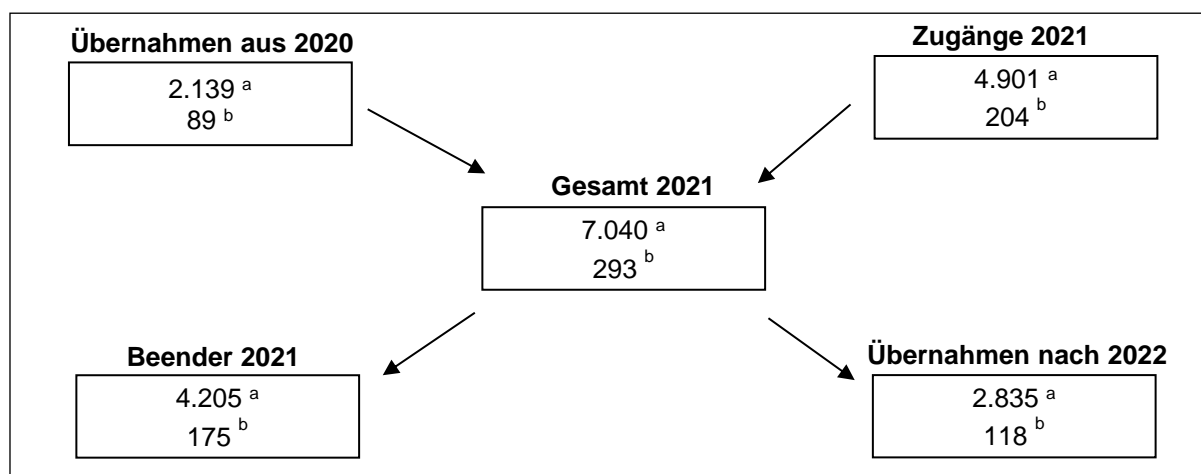 Übernahmen aus 2020
2.139 a
89 b
Zugänge 2021
4.901 a
204 b
Gesamt 2021
7.040 a
293 b
Beender 2021
4.205 a
175 b
Übernahmen nach 2022
2.835 a
118 b